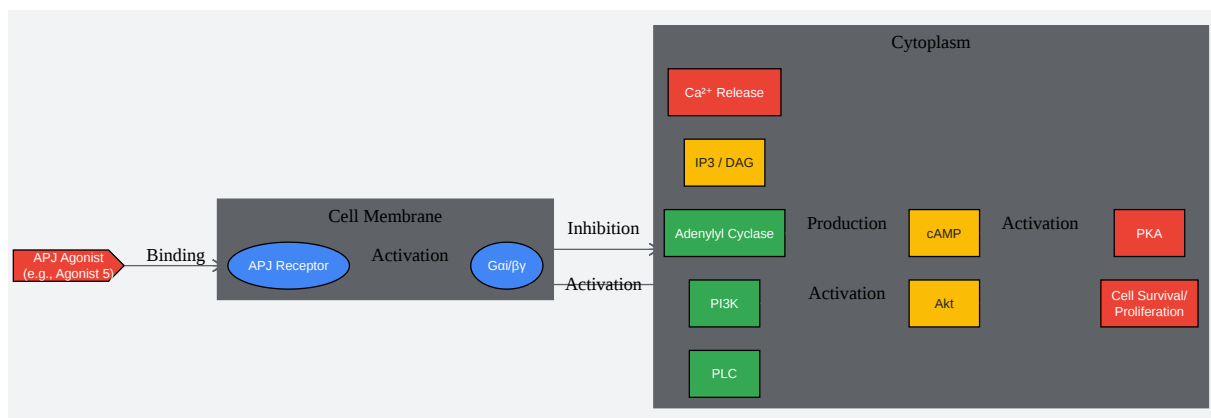 Cytoplasm
Ca²⁺ Release
IP3 / DAG
Cell Membrane
Inhibition
Adenylyl Cyclase
Production
cAMP
Activation
PKA
APJ Agonist
(e.g., Agonist 5)
Binding
APJ Receptor
Activation
Gαi/βγ
Activation
PI3K
Activation
Akt
Cell Survival/
Proliferation
PLC